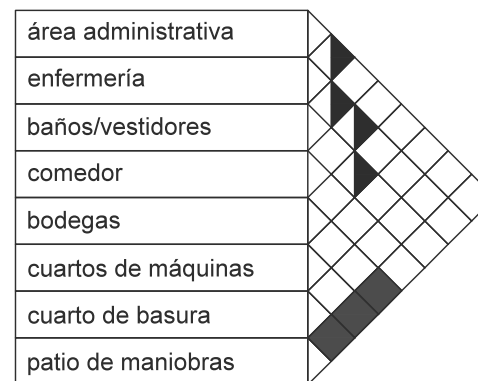 área administrativa
enfermería
baños/vestidores
comedor
bodegas
cuartos de máquinas
cuarto de basura
patio de maniobras